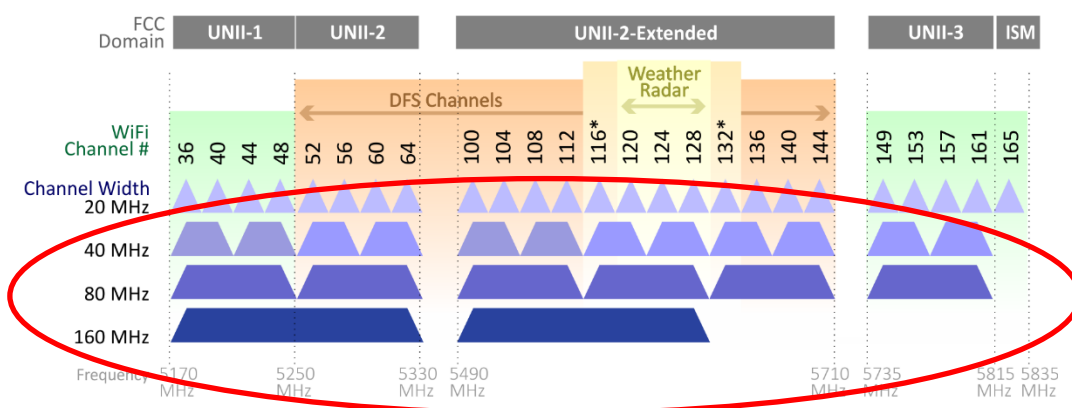 FCC
Domain
UNII-1 UNII-2 UNII-2-Extended UNII-3 ISM
Weather
Radar
DFS Channels
WiFi
Channel #
36 40 44 48 52 56 60 64 100 104 108 112 116* 120 124 128 132* 136 140 144 149 153 157 161 165
Channel Width
20 MHz
40 MHz
80 MHz
160 MHz
Frequency 5170 5250 5330 5490 5710 5735 5815 5835
MHz MHz MHz MHz MHz MHz MHz MHz